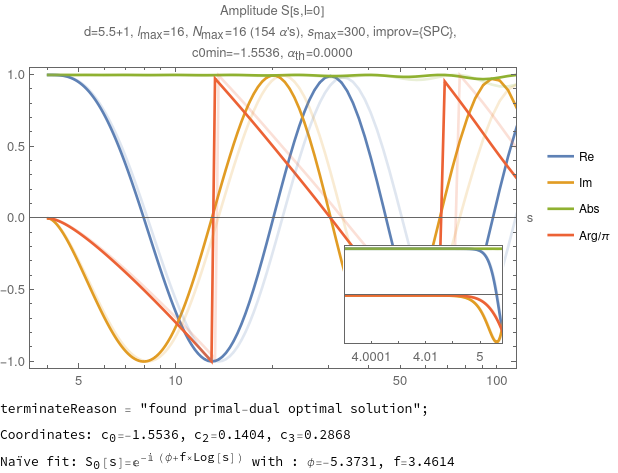 Amplitude S[s,l=0]
d=5.5+1, lmax=16, Nmax=16 (154 α's), smax=300, improv={SPC},
c0min=-1.5536, αth=0.0000
1.0
0.5
0.0
-0.5
-1.0
5
10
50
100
s
4.0001
4.01
5
Re
Im
Abs
Arg/π
terminateReason = "found primal-dual optimal solution";
Coordinates: c0=-1.5536, c2=0.1404, c3=0.2868
Naïve fit: S0[s]=e^-i (ϕ+f×Log[s]) with : ϕ=-5.3731, f=3.4614